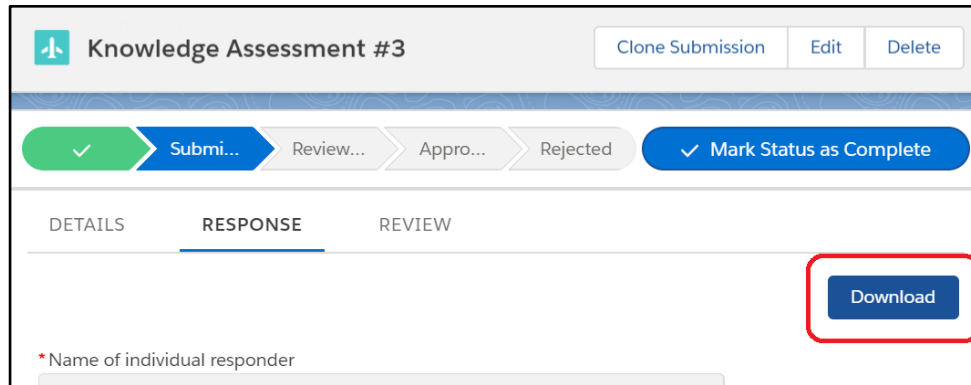 Knowledge Assessment #3
Clone Submission Edit Delete
Submi... Review... Appro... Rejected Mark Status as Complete
DETAILS RESPONSE REVIEW
Download
*Name of individual responder